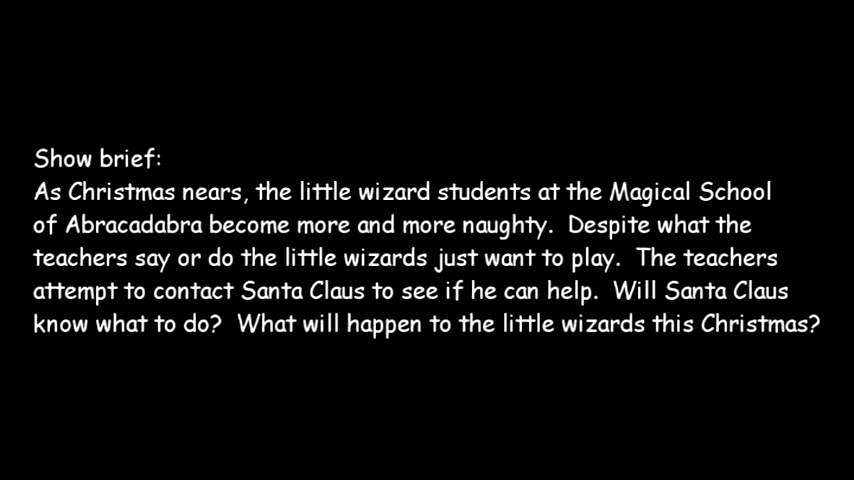 Show brief:
As Christmas nears, the little wizard students at the Magical School
of Abracadabra become more and more naughty.  Despite what the
teachers say or do the little wizards just want to play.  The teachers
attempt to contact Santa Claus to see if he can help.  Will Santa Claus
know what to do?  What will happen to the little wizards this Christmas?